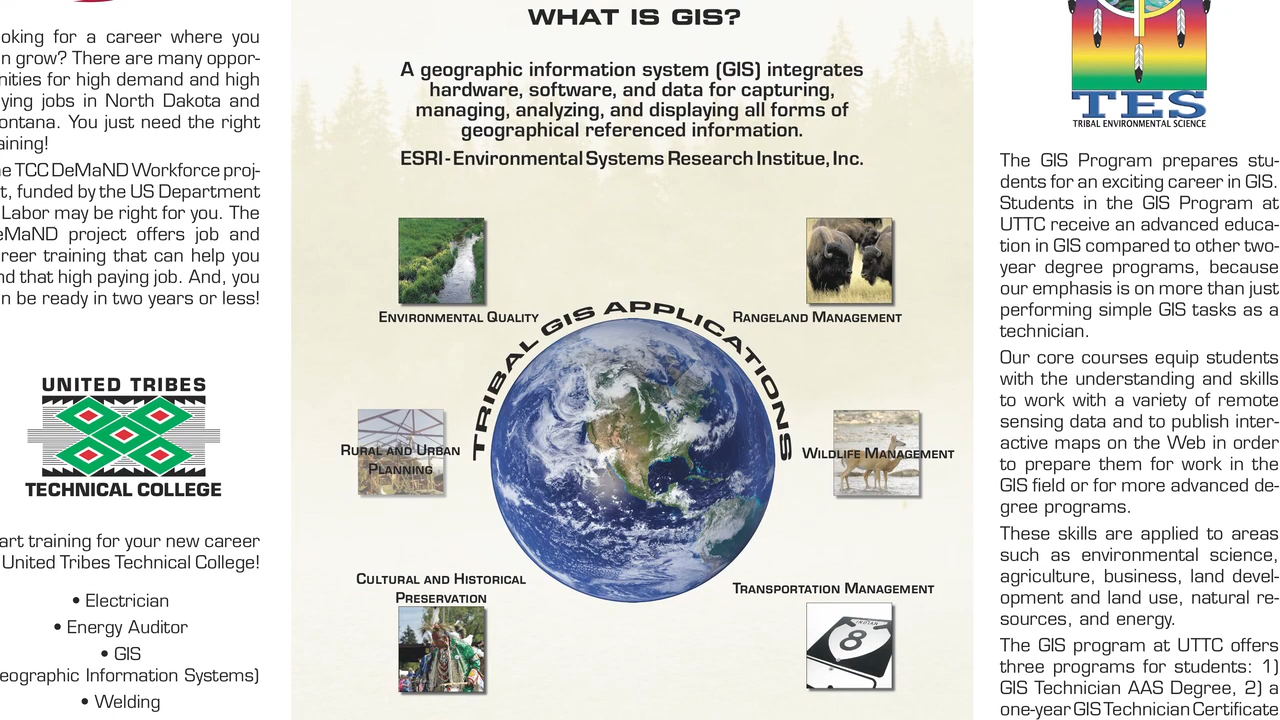 oking for a career where you
n grow? There are many oppor-
nities for high demand and high
ying jobs in North Dakota and
ontana. You just need the right
aining!
e TCC DeMaND Workforce proj-
t, funded by the US Department
Labor may be right for you. The
eMaND project offers job and
reer training that can help you
nd that high paying job. And, you
n be ready in two years or less!
UNITED TRIBES
TECHNICAL COLLEGE
art training for your new career
United Tribes Technical College!
• Electrician
• Energy Auditor
• GIS
eographic Information Systems)
• Welding
WHAT IS GIS?
A geographic information system (GIS) integrates
hardware, software, and data for capturing,
managing, analyzing, and displaying all forms of
geographical referenced information.
ESRI - Environmental Systems Research Institue, Inc.
ENVIRONMENTAL QUALITY
RANGELAND MANAGEMENT
TRIBAL GIS APPLICATIONS
RURAL AND URBAN
PLANNING
WILDLIFE MANAGEMENT
CULTURAL AND HISTORICAL
PRESERVATION
TRANSPORTATION MANAGEMENT
INDIAN
8
TES
TRIBAL ENVIRONMENTAL SCIENCE
The GIS Program prepares stu-
dents for an exciting career in GIS.
Students in the GIS Program at
UTTC receive an advanced educa-
tion in GIS compared to other two-
year degree programs, because
our emphasis is on more than just
performing simple GIS tasks as a
technician.
Our core courses equip students
with the understanding and skills
to work with a variety of remote
sensing data and to publish inter-
active maps on the Web in order
to prepare them for work in the
GIS field or for more advanced de-
gree programs.
These skills are applied to areas
such as environmental science,
agriculture, business, land devel-
opment and land use, natural re-
sources, and energy.
The GIS program at UTTC offers
three programs for students: 1)
GIS Technician AAS Degree, 2) a
one-year GIS Technician Certificate